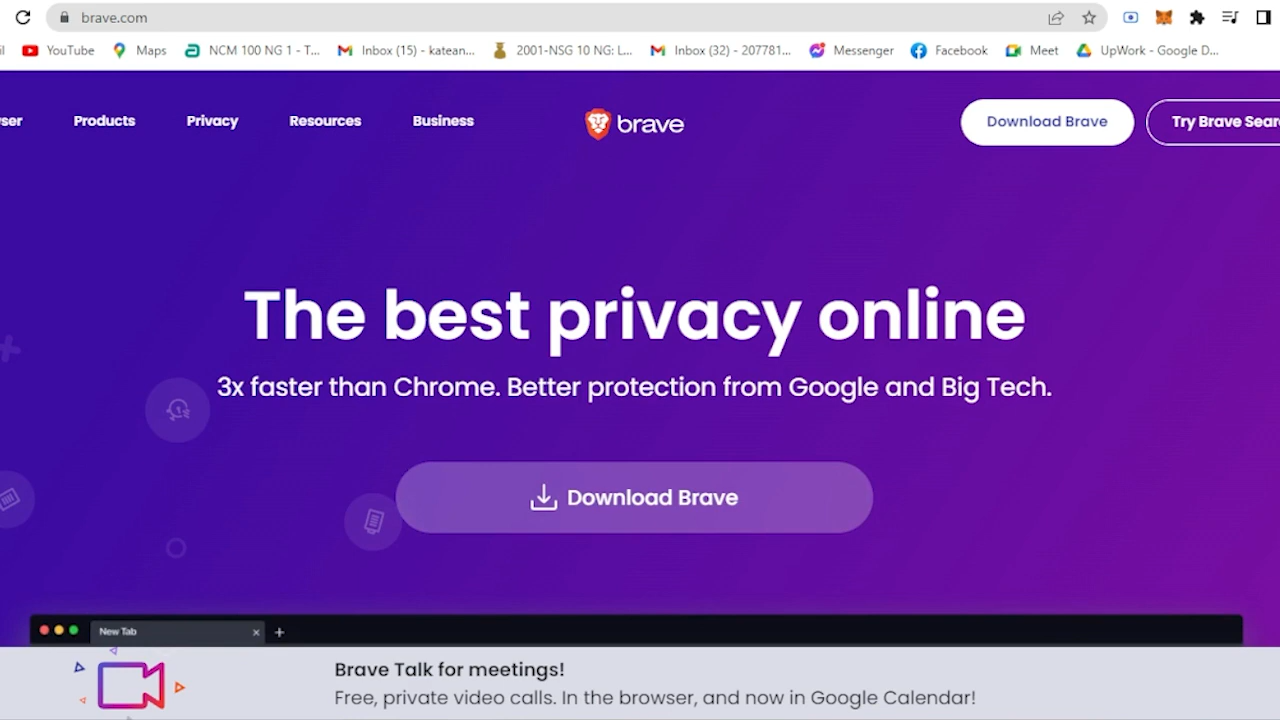 brave.com
il YouTube Maps NCM 100 NG 1 - T... Inbox (15) - katean... 2001-NSG 10 NG: L... Inbox (32) - 207781... Messenger Facebook Meet UpWork - Google D...
ser Products Privacy Resources Business brave Download Brave Try Brave Sear
The best privacy online
3x faster than Chrome. Better protection from Google and Big Tech.
Download Brave
New Tab
Brave Talk for meetings!
Free, private video calls. In the browser, and now in Google Calendar!